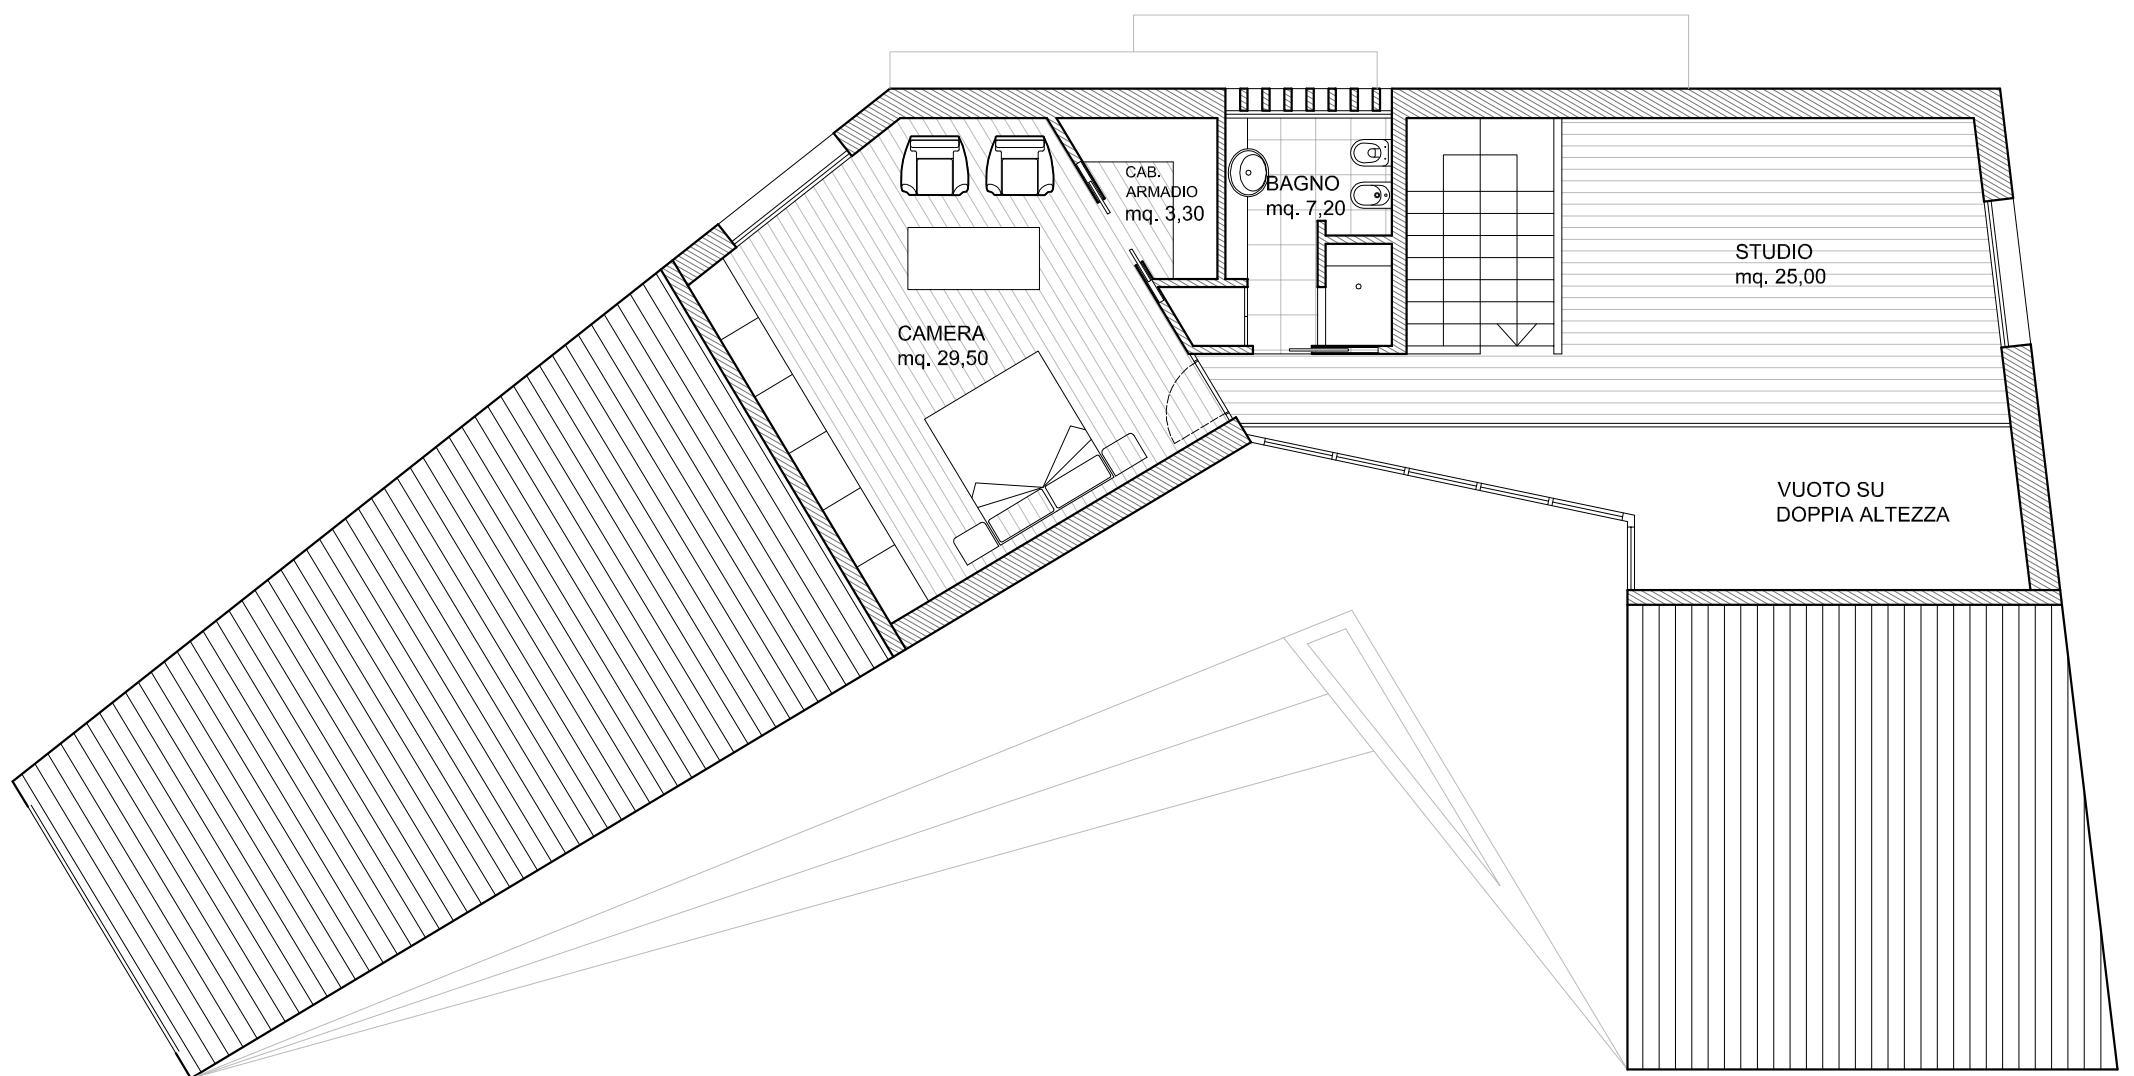 CAB.
ARMADIO
mq. 3,30
BAGNO
mq. 7,20
STUDIO
mq. 25,00
CAMERA
mq. 29,50
VUOTO SU
DOPPIA ALTEZZA